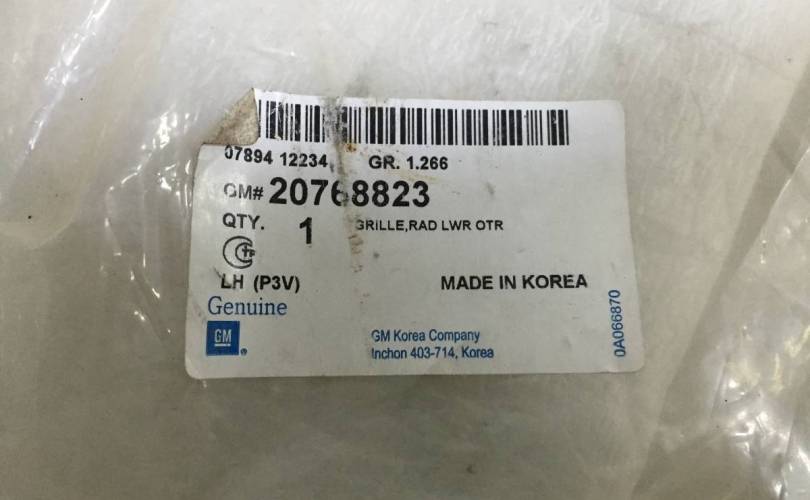 07894 12234 GR. 1.266
GM# 20768823
QTY. 1 GRILLE,RAD LWR OTR
LH (P3V) MADE IN KOREA
Genuine
GM
GM Korea Company
Inchon 403-714, Korea
0A066870